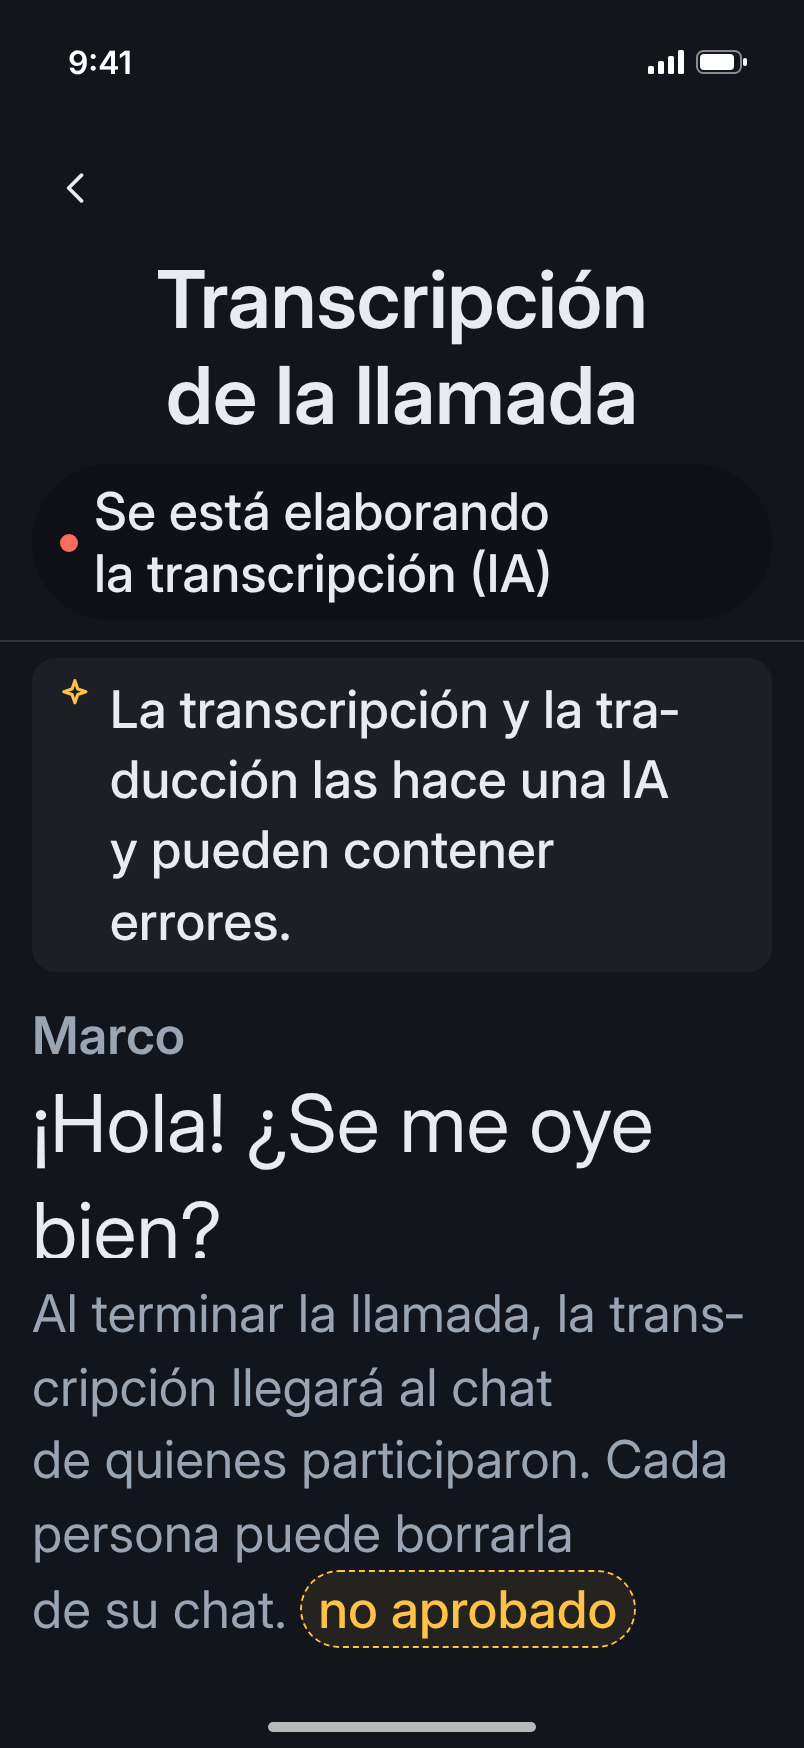 9:41
Transcripción
de la llamada
Se está elaborando
la transcripción (IA)
La transcripción y la tra-
ducción las hace una IA
y pueden contener
errores.
Marco
¡Hola! ¿Se me oye
bien?
Al terminar la llamada, la trans-
cripción llegará al chat
de quienes participaron. Cada
persona puede borrarla
de su chat. no aprobado